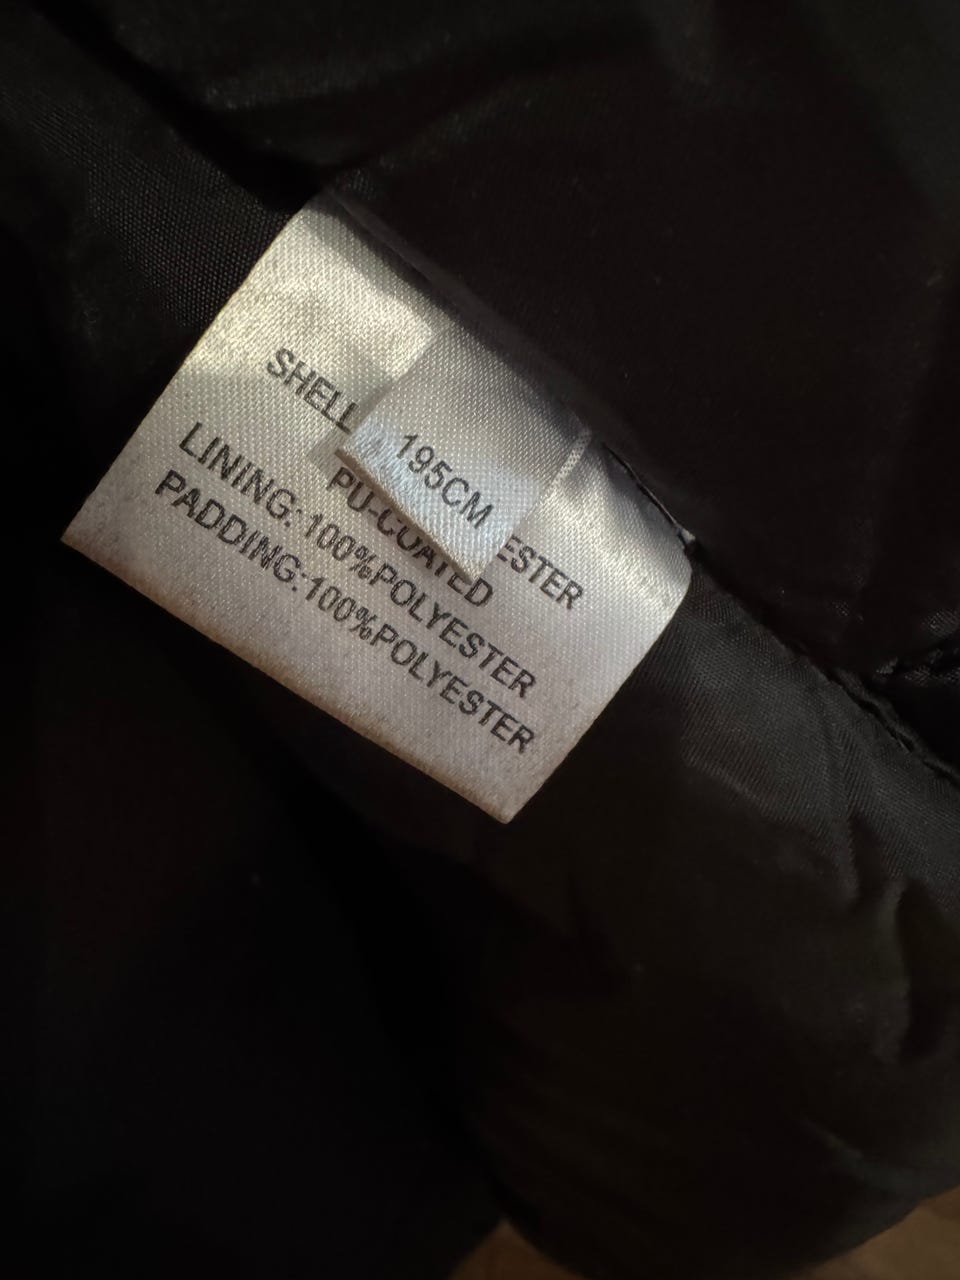 195CM
SHELL
ESTER
PU-COATED
LINING: 100%POLYESTER
PADDING:100%POLYESTER